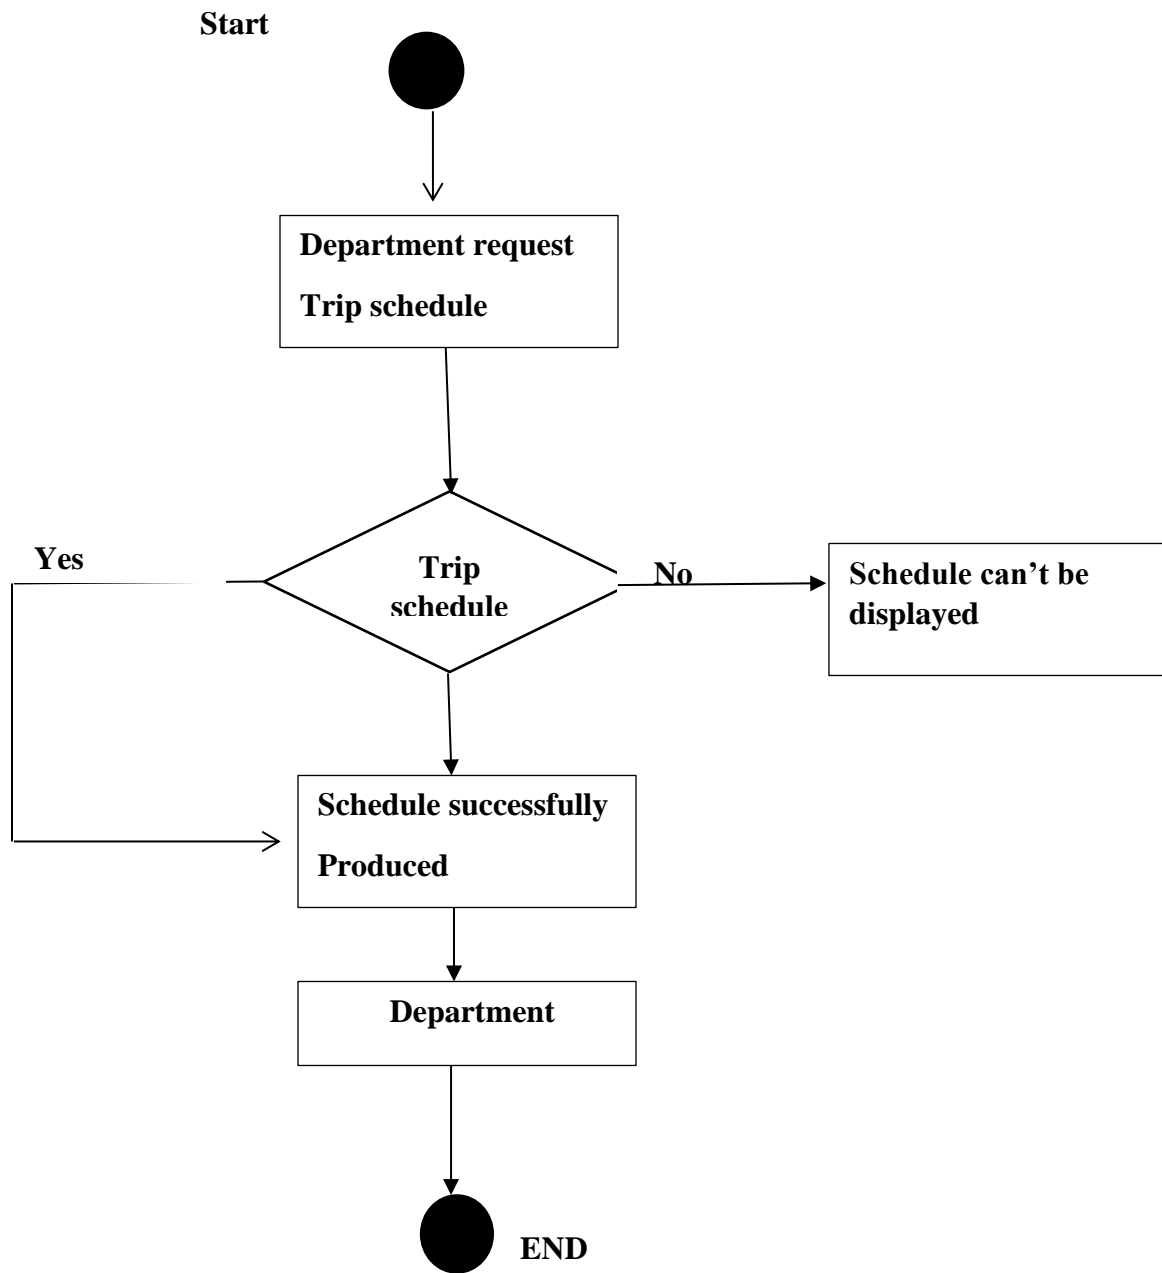 Start
Department request
Trip schedule
Yes
Trip
schedule
No
Schedule can’t be
displayed
Schedule successfully
Produced
Department
END